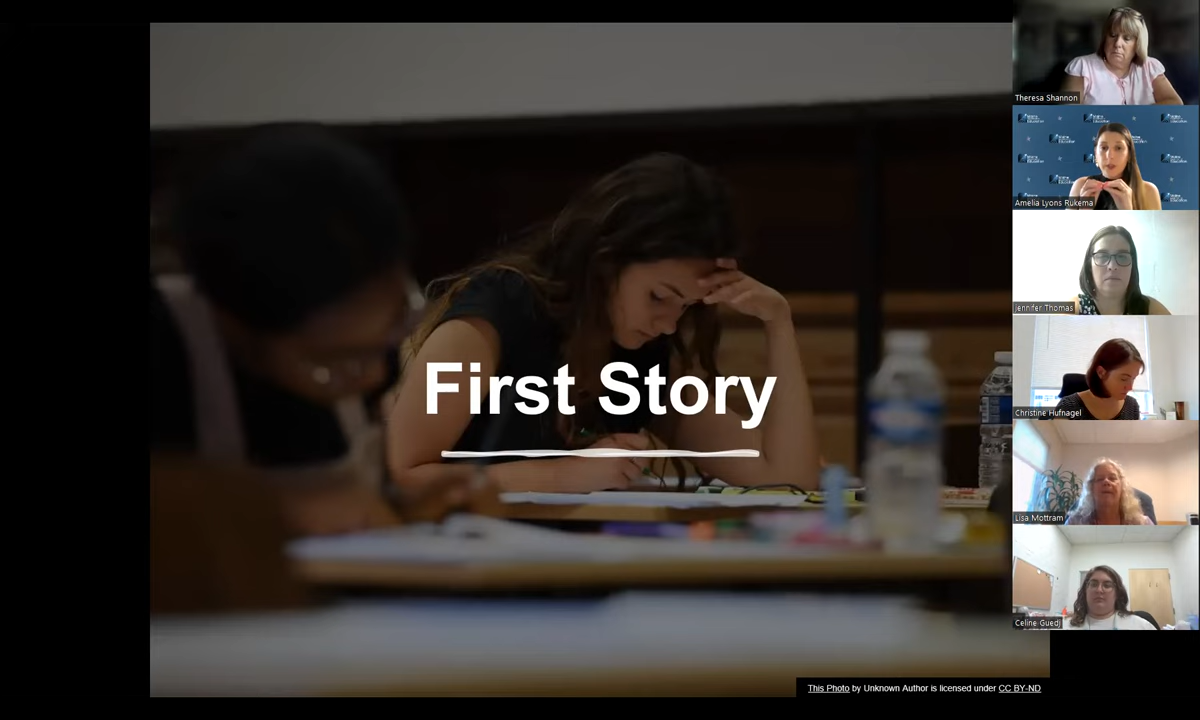 First Story
This Photo by Unknown Author is licensed under CC BY-ND
Theresa Shannon
Amelia Lyons Rukema
Jennifer Thomas
Christine Hufnagel
Lisa Mottram
Celine Guedj